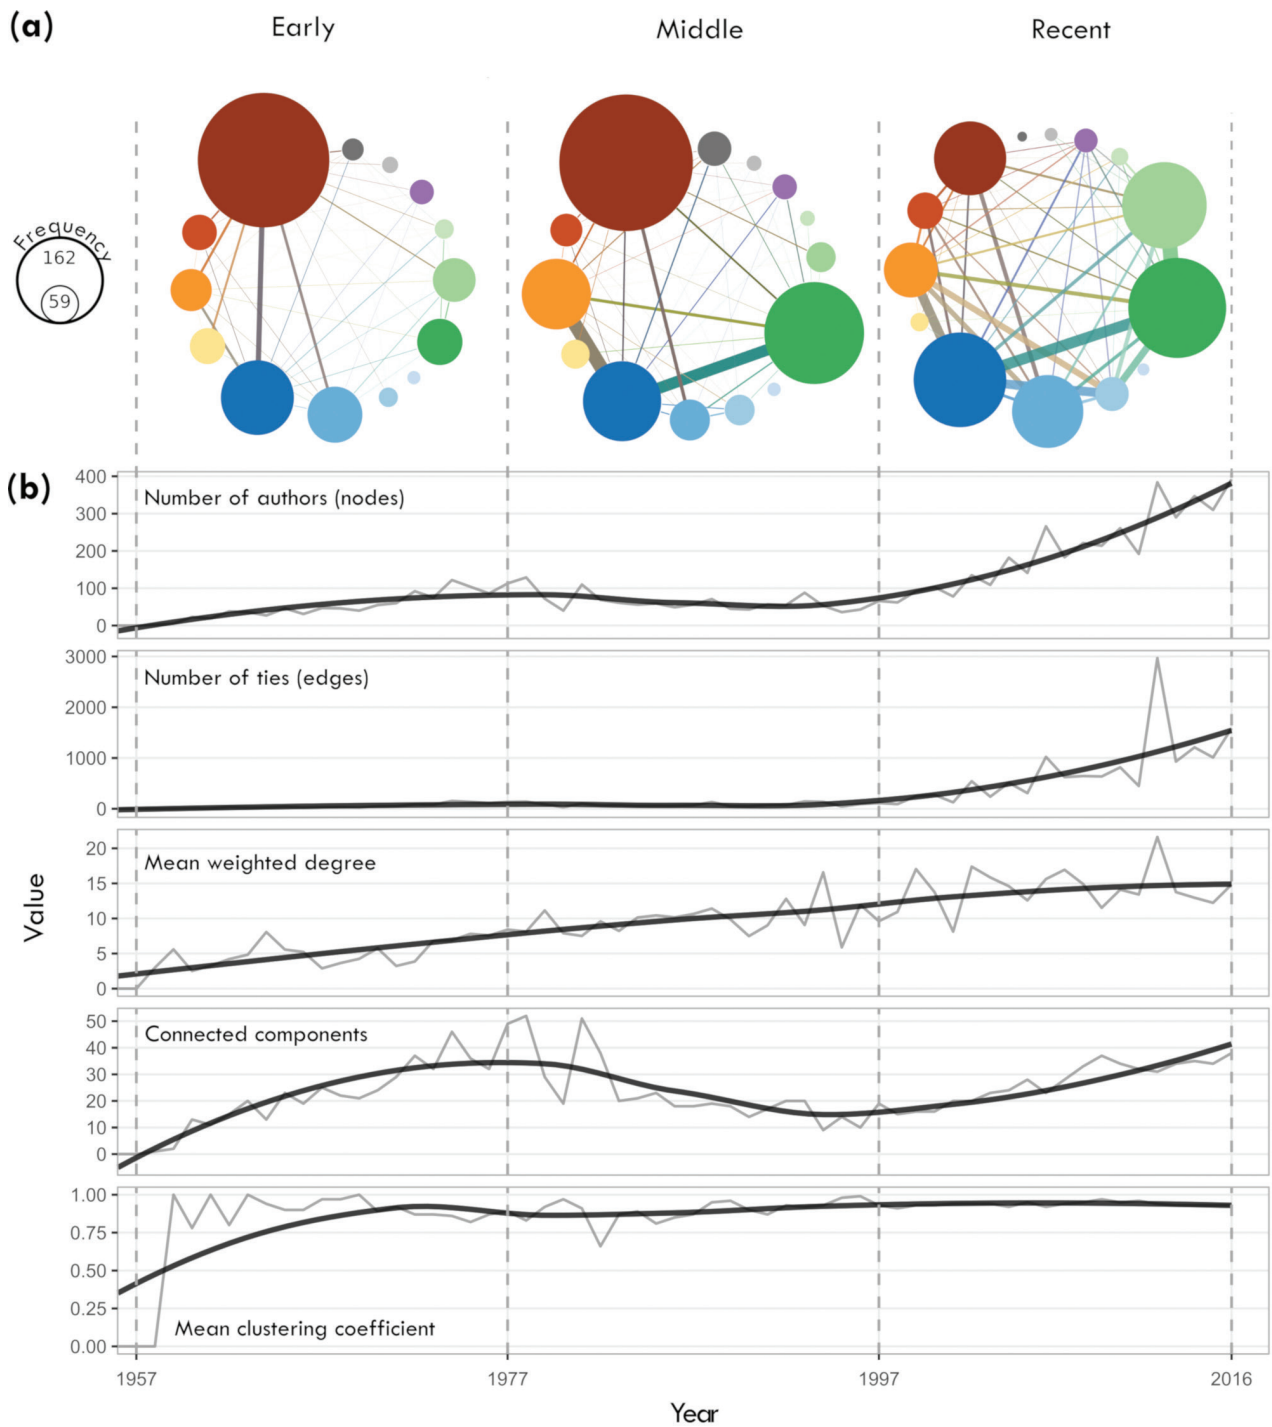 (a)
Early
Middle
Recent
Frequency
162
59
(b)
Number of authors (nodes)
400
300
200
100
0
Number of ties (edges)
3000
2000
1000
0
Mean weighted degree
20
15
10
5
0
Connected components
50
40
30
20
10
0
Mean clustering coefficient
1.00
0.75
0.50
0.25
0.00
Value
1957
1977
1997
2016
Year